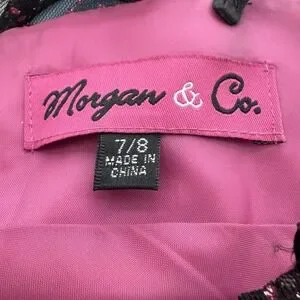 Morgan & Co.
7/8
MADE IN
CHINA